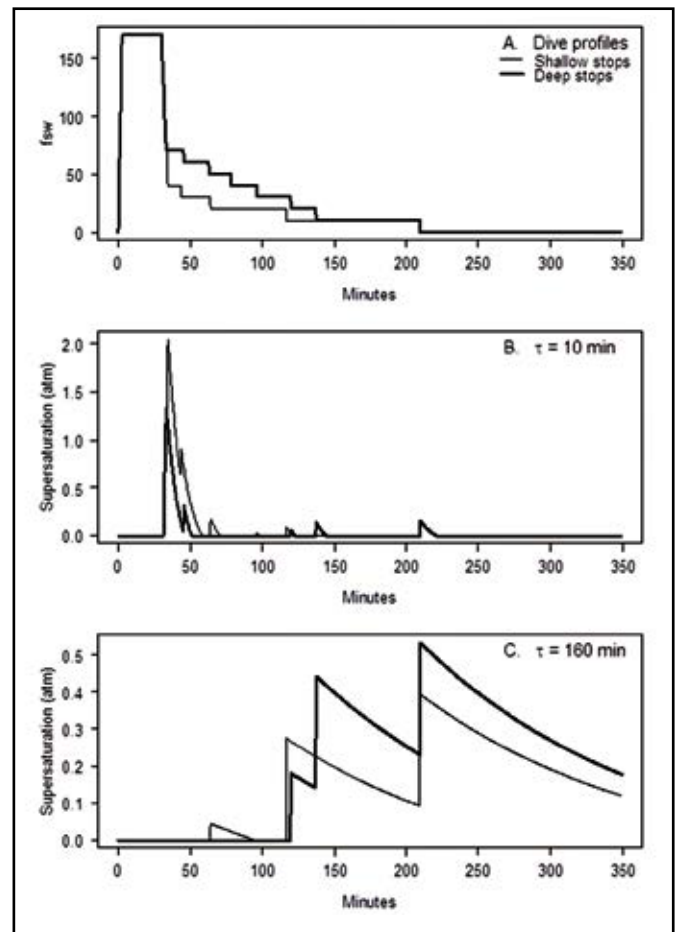 A. Dive profiles
Shallow stops
Deep stops
150
100
50
0
fsw
0 50 100 150 200 250 300 350
Minutes
B. τ = 10 min
2.0
1.5
1.0
0.5
0.0
Supersaturation (atm)
0 50 100 150 200 250 300 350
Minutes
C. τ = 160 min
0.5
0.4
0.3
0.2
0.1
0.0
Supersaturation (atm)
0 50 100 150 200 250 300 350
Minutes